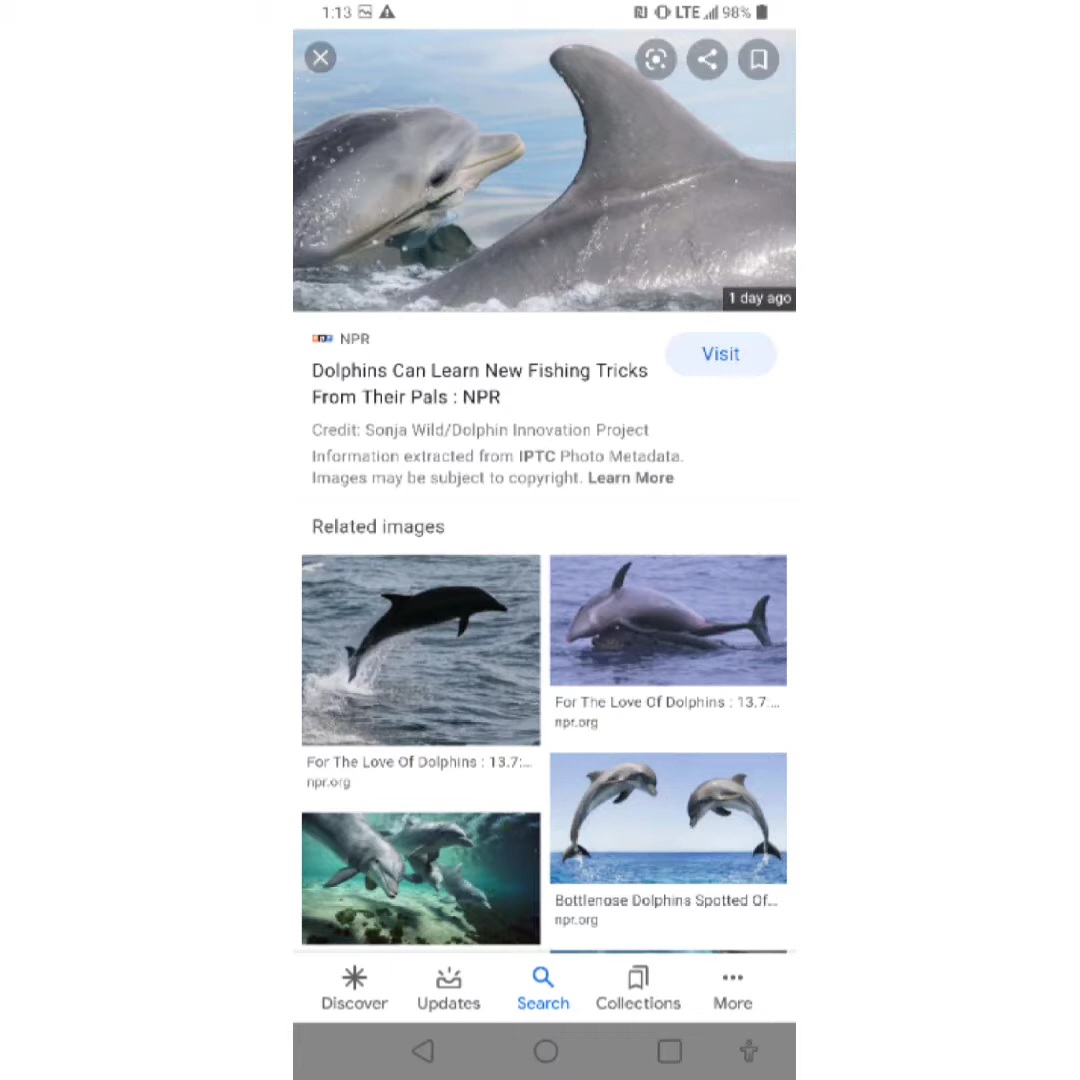 1:13 LTE 98%
1 day ago
npr NPR
Visit
Dolphins Can Learn New Fishing Tricks
From Their Pals : NPR
Credit: Sonja Wild/Dolphin Innovation Project
Information extracted from IPTC Photo Metadata.
Images may be subject to copyright. Learn More
Related images
For The Love Of Dolphins : 13.7:...
npr.org
For The Love Of Dolphins : 13.7:...
npr.org
Bottlenose Dolphins Spotted Of...
npr.org
Discover Updates Search Collections More